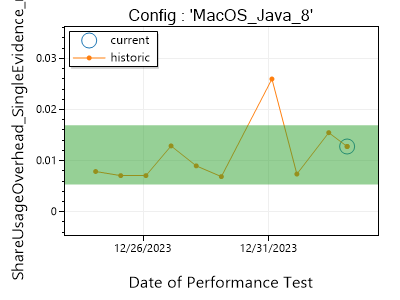 Config : 'MacOS_Java_8'
current
historic
0.03
0.02
0.01
0
12/26/2023
12/31/2023
Date of Performance Test
ShareUsageOverhead_SingleEvidence_